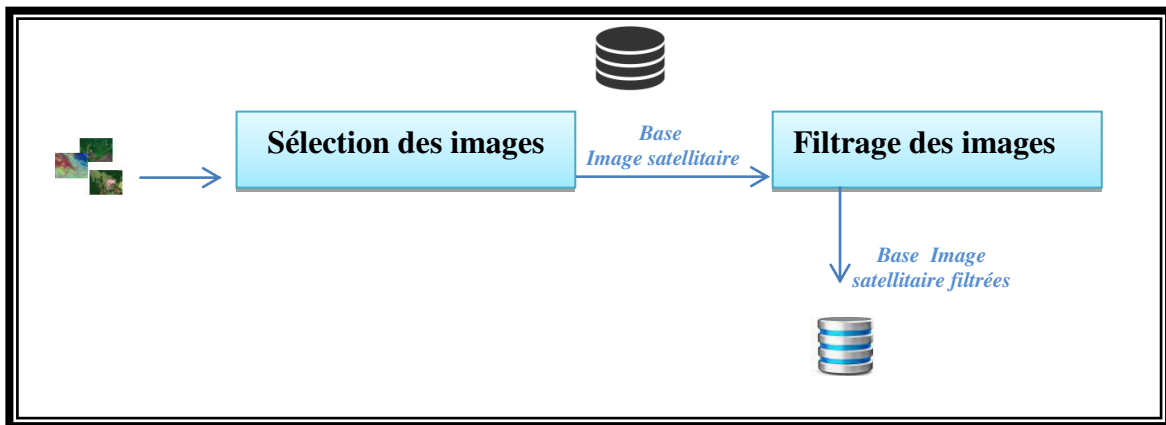 Sélection des images
Base
Image satellitaire
Filtrage des images
Base Image
satellitaire filtrées